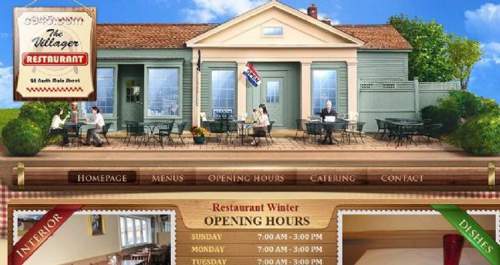 The
Villager
RESTAURANT
OPEN
HOMEPAGE
MENUS
OPENING HOURS
CATERING
CONTACT
INTERIOR
Restaurant Winter
OPENING HOURS
DISHES
SUNDAY 7:00 AM - 3:00 PM
MONDAY 7:00 AM - 3:00 PM
TUESDAY 7:00 AM - 3:00 PM